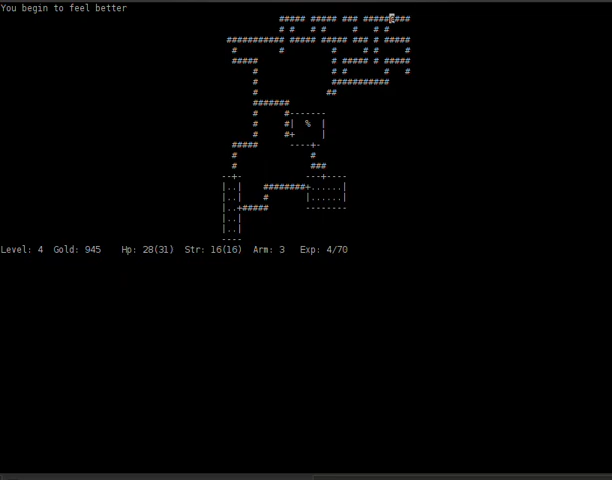 You begin to feel better
Level: 4 Gold: 945 Hp: 28(31) Str: 16(16) Arm: 3 Exp: 4/70